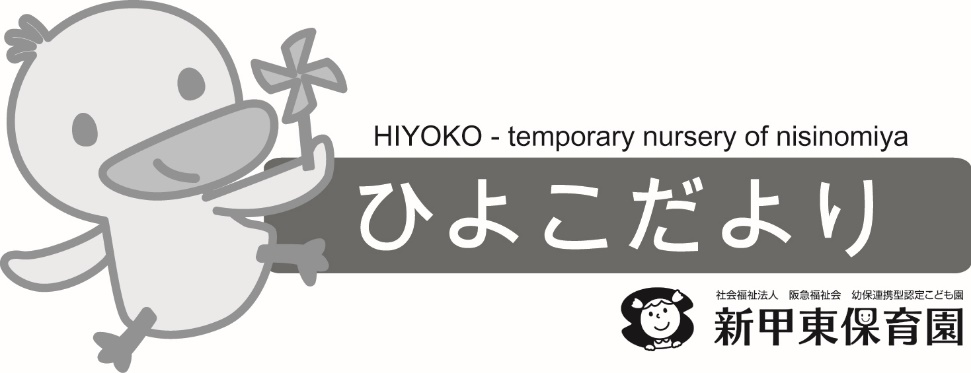 HIYOKO - temporary nursery of nisinomiya
ひよこだより
社会福祉法人　阪急福祉会　幼保連携型認定こども園
新甲東保育園